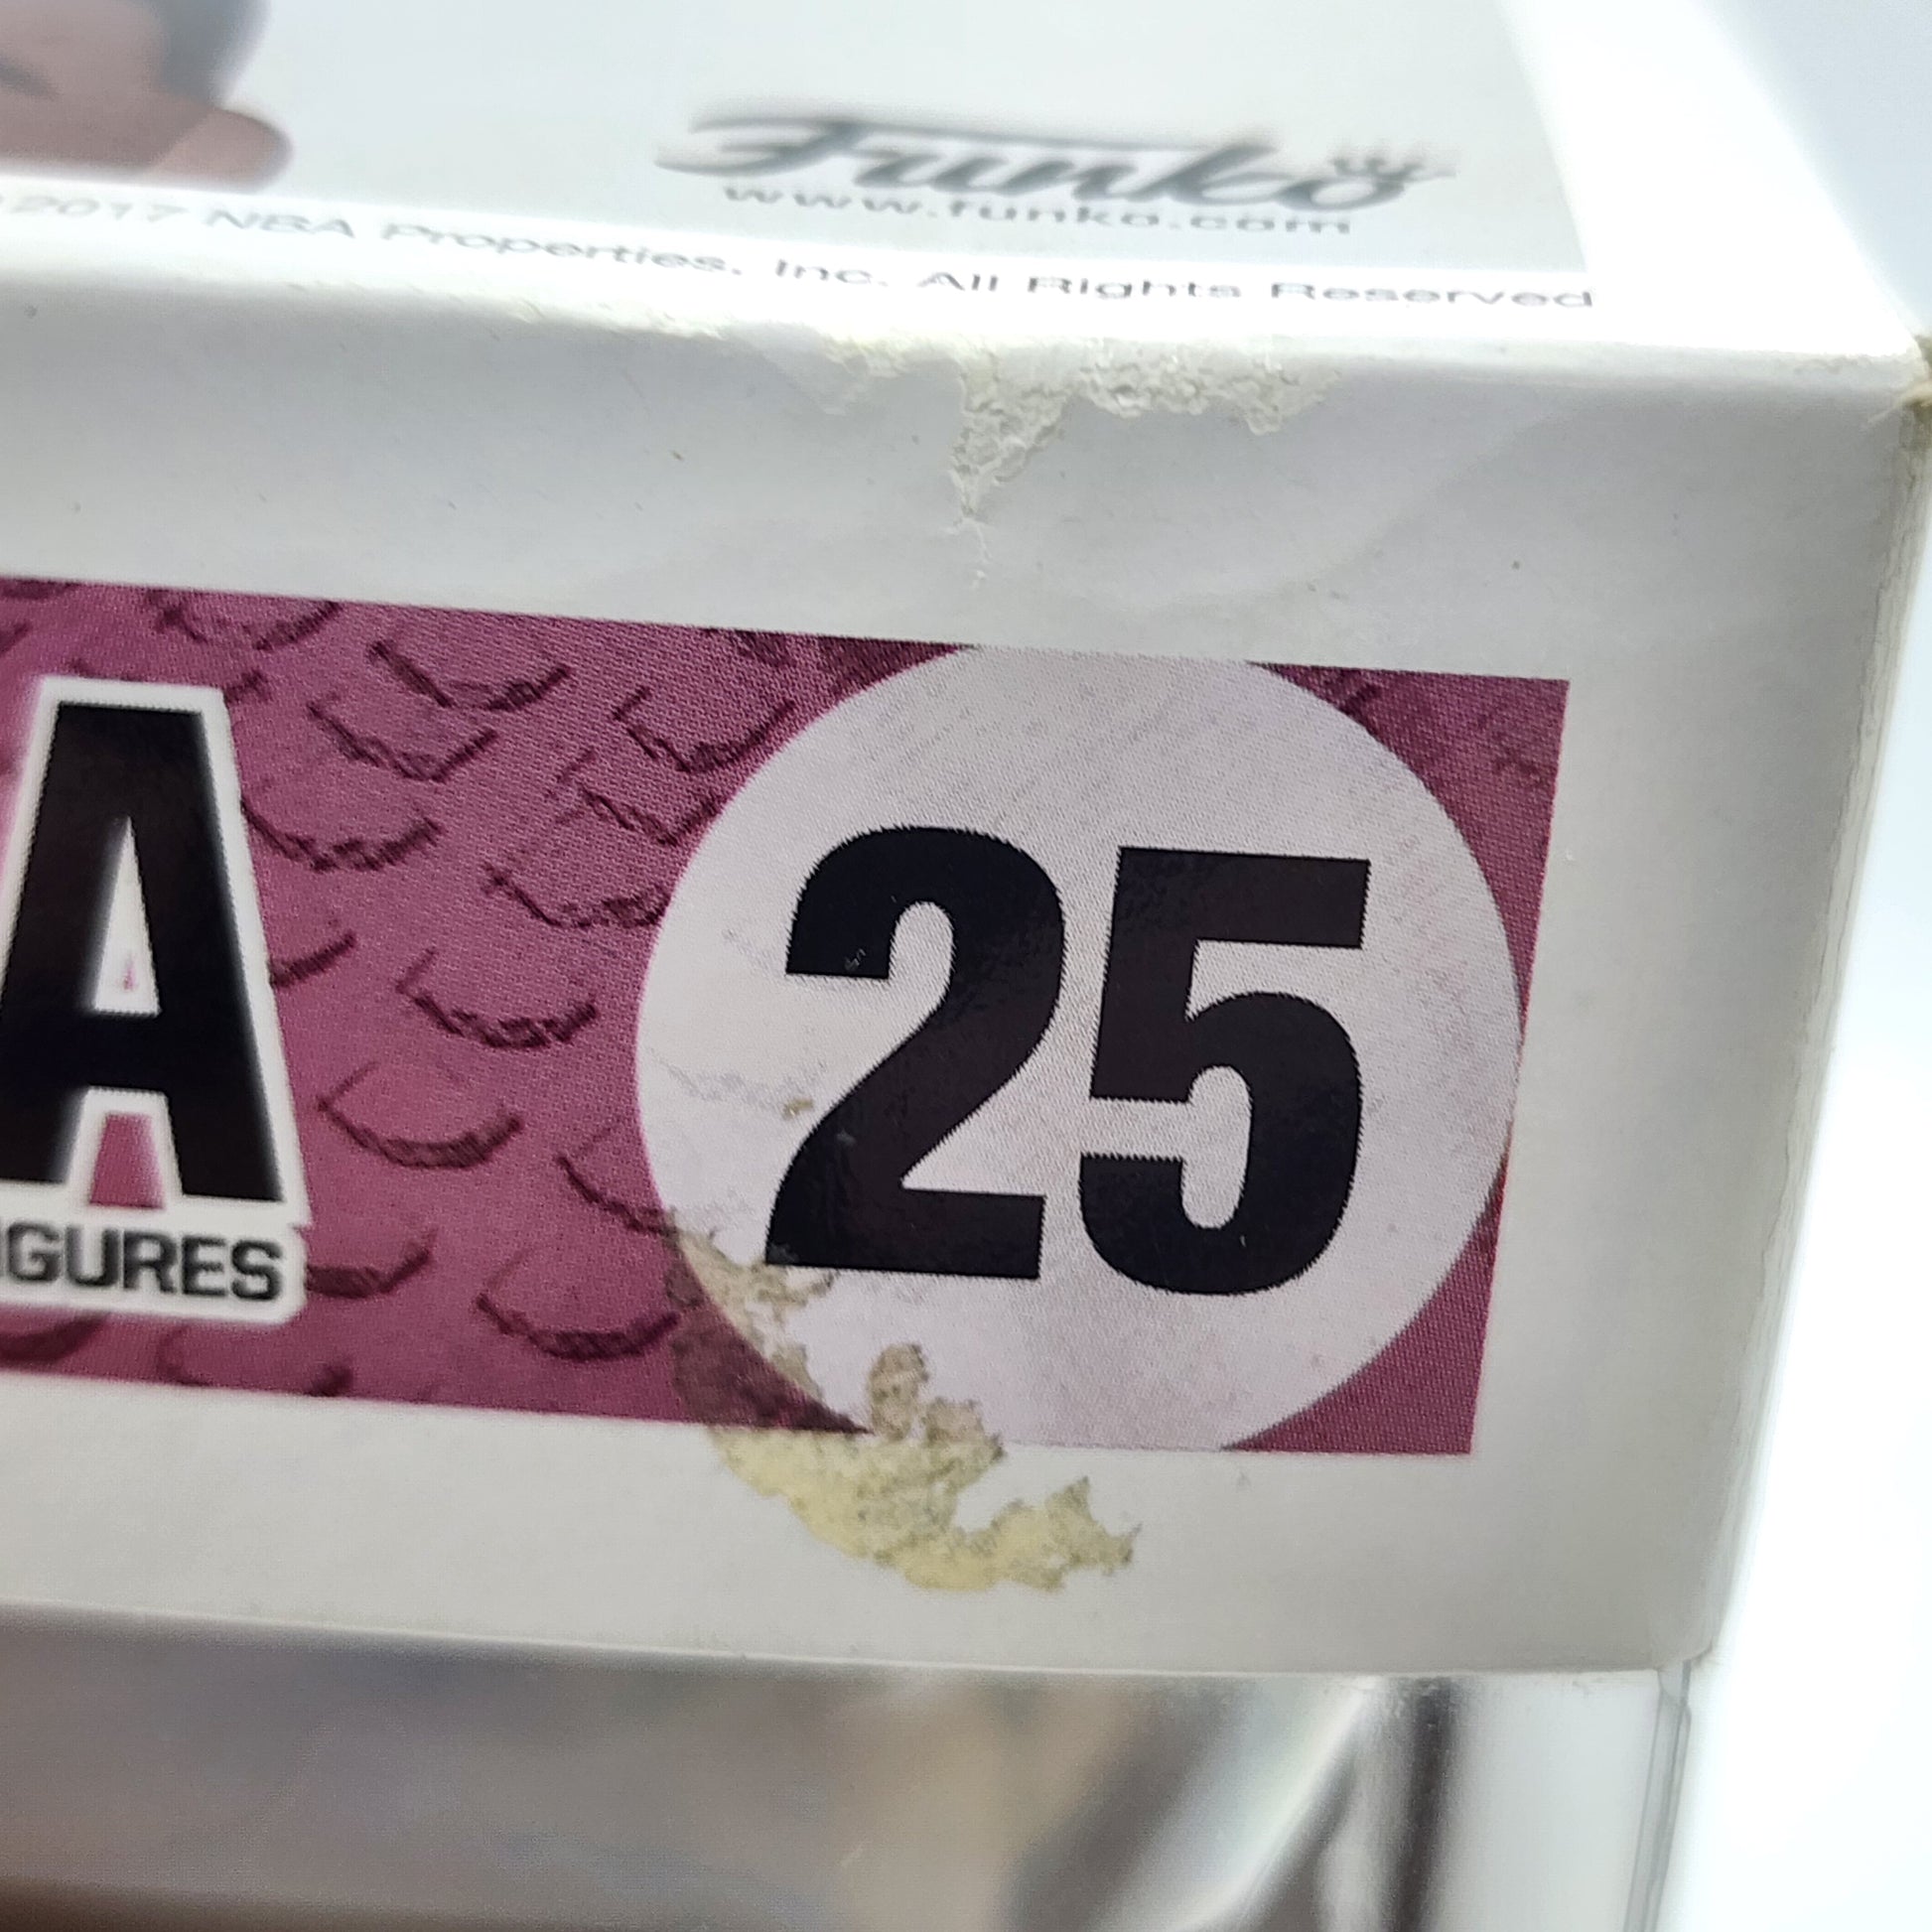 Funko
www.funko.com
2017 NBA Properties, Inc. All Rights Reserved
A
IGURES
25